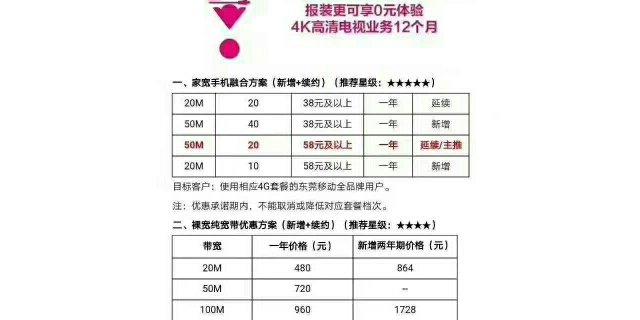 报装更可享0元体验
4K高清电视业务12个月
一、家宽手机融合方案（新增+续约）（推荐星级：★★★★★）
20M 20 38元及以上 一年 延续
50M 40 38元及以上 一年 新增
50M 20 58元及以上 一年 延续/主推
20M 10 58元及以上 一年 新增
目标客户：使用相应4G套餐的东莞移动全品牌用户。
注：优惠承诺期内，不能取消或降低对应套餐档次。
二、裸宽纯宽带优惠方案（新增+续约）（推荐星级：★★★★）
带宽 一年价格（元） 新增两年期价格（元）
20M 480 864
50M 720 --
100M 960 1728